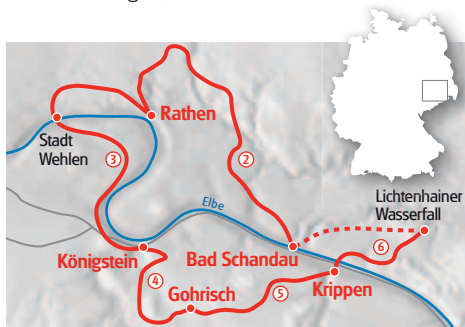 Rathen
Stadt
Wehlen
③
②
Elbe
Lichtenhainer
Wasserfall
Königstein
Bad Schandau
⑥
④
Gohrisch
⑤
Krippen